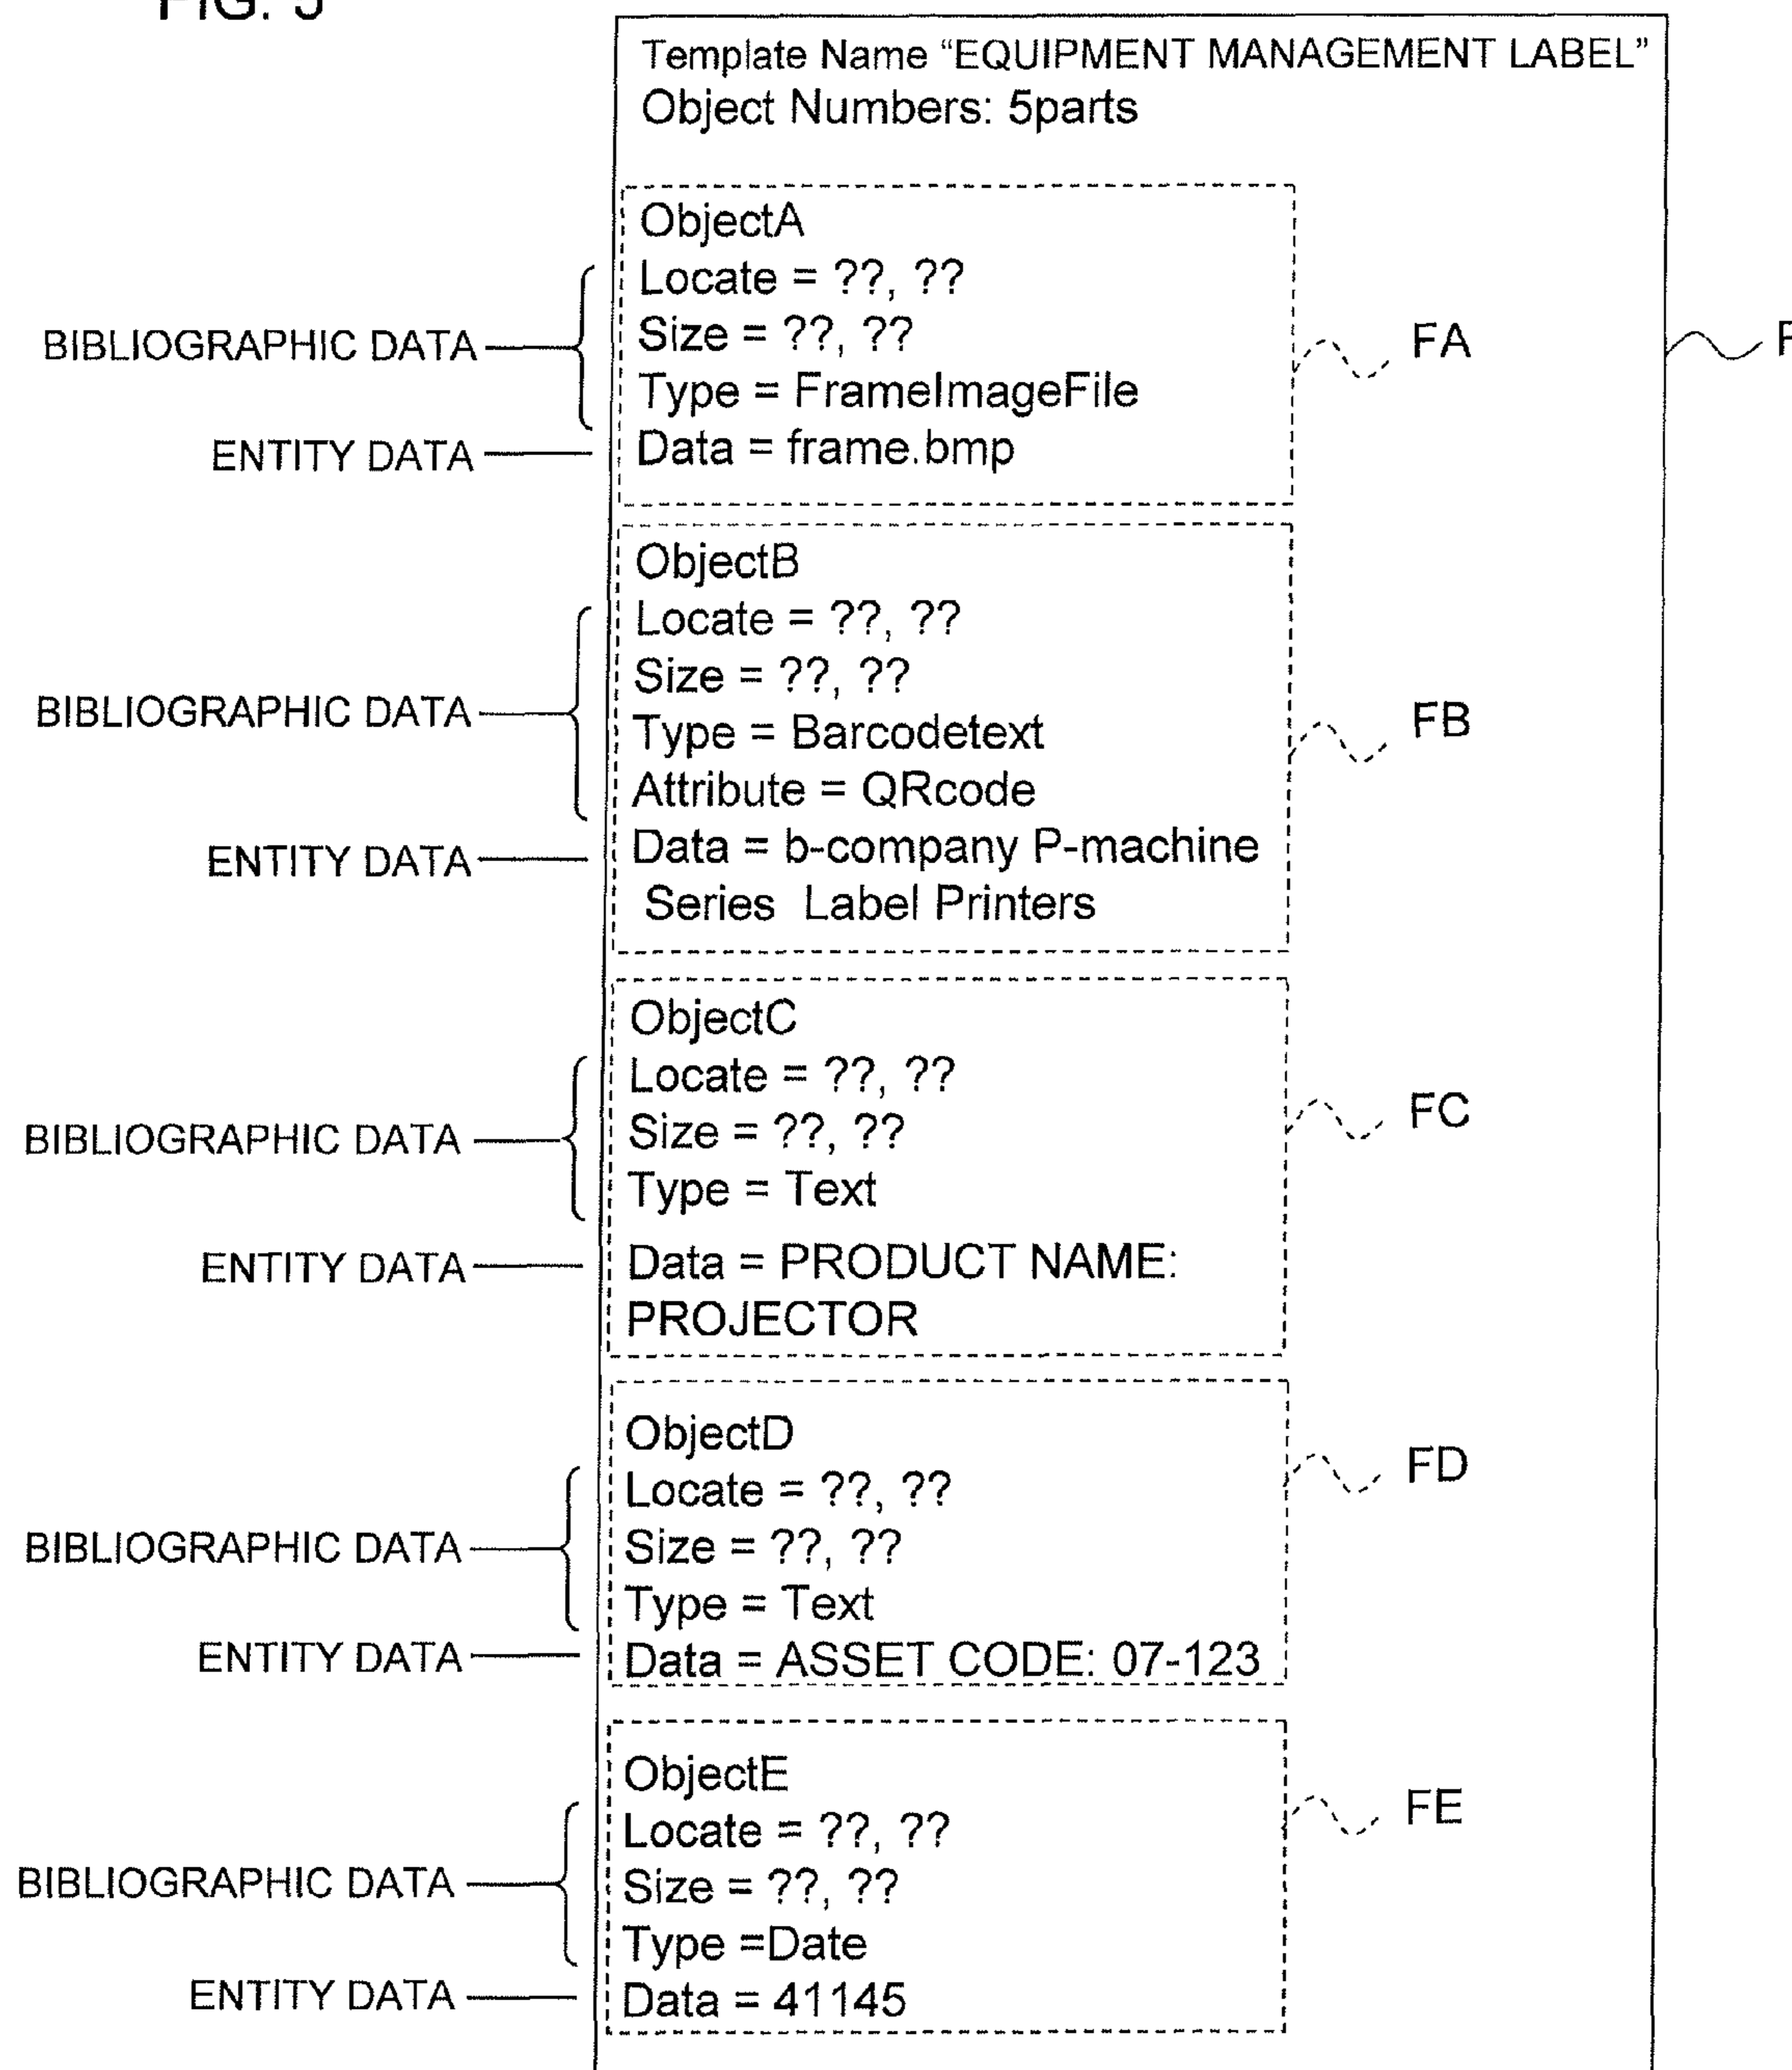 FIG. 5
Template Name “EQUIPMENT MANAGEMENT LABEL”
Object Numbers: 5parts
ObjectA
Locate = ??, ??
Size = ??, ??
Type = FrameImageFile
Data = frame.bmp
BIBLIOGRAPHIC DATA
ENTITY DATA
FA
F
ObjectB
Locate = ??, ??
Size = ??, ??
Type = Barcodetext
Attribute = QRcode
Data = b-company P-machine
Series Label Printers
BIBLIOGRAPHIC DATA
ENTITY DATA
FB
ObjectC
Locate = ??, ??
Size = ??, ??
Type = Text
Data = PRODUCT NAME:
PROJECTOR
BIBLIOGRAPHIC DATA
ENTITY DATA
FC
ObjectD
Locate = ??, ??
Size = ??, ??
Type = Text
Data = ASSET CODE: 07-123
BIBLIOGRAPHIC DATA
ENTITY DATA
FD
ObjectE
Locate = ??, ??
Size = ??, ??
Type =Date
Data = 41145
BIBLIOGRAPHIC DATA
ENTITY DATA
FE